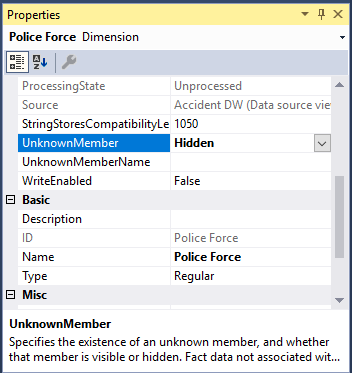 Properties
Police Force Dimension
ProcessingState Unprocessed
Source Accident DW (Data source view
StringStoresCompatibilityLe 1050
UnknownMember Hidden
UnknownMemberName
WriteEnabled False
Basic
Description
ID Police Force
Name Police Force
Type Regular
Misc
UnknownMember
Specifies the existence of an unknown member, and whether
that member is visible or hidden. Fact data not associated wit...